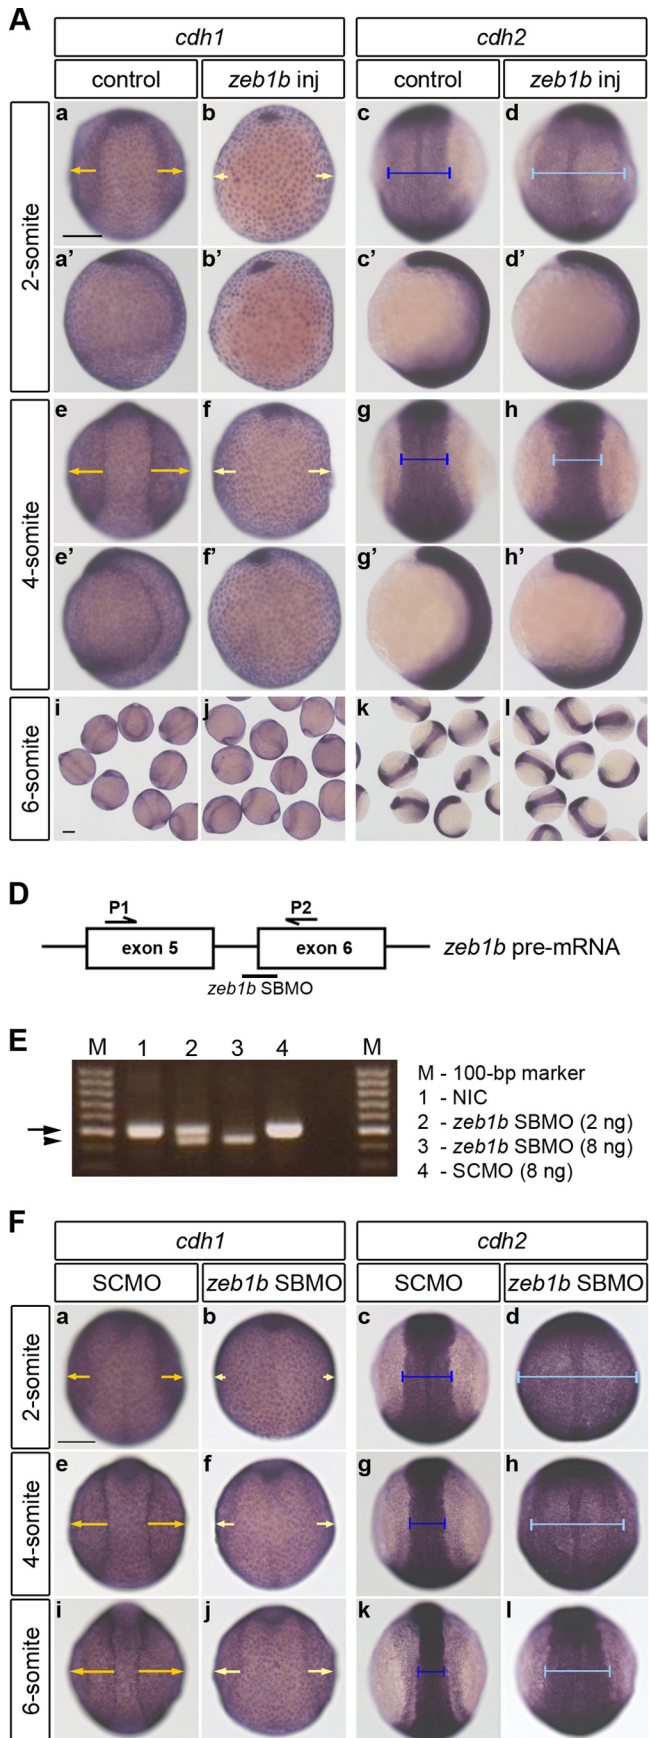 A
cdh1 cdh2
control zeb1b inj control zeb1b inj
2-somite
a b c d
a’ b’ c’ d’
4-somite
e f g h
e’ f’ g’ h’
6-somite
i j k l
D
P1 P2
exon 5 exon 6 zeb1b pre-mRNA
zeb1b SBMO
E
M 1 2 3 4 M
M - 100-bp marker
1 - NIC
2 - zeb1b SBMO (2 ng)
3 - zeb1b SBMO (8 ng)
4 - SCMO (8 ng)
F
cdh1 cdh2
SCMO zeb1b SBMO SCMO zeb1b SBMO
2-somite
a b c d
4-somite
e f g h
6-somite
i j k l